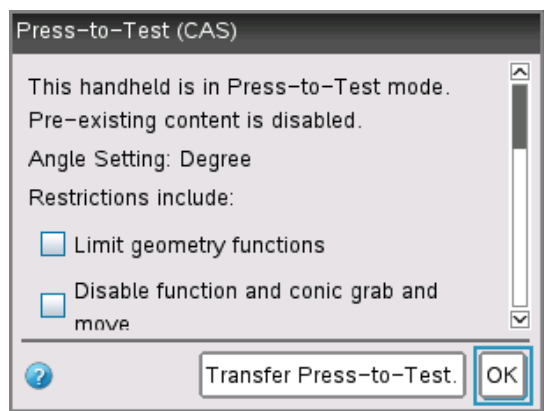 Press-to-Test (CAS)
This handheld is in Press-to-Test mode.
Pre-existing content is disabled.
Angle Setting: Degree
Restrictions include:
Limit geometry functions
Disable function and conic grab and
move
?
Transfer Press-to-Test.
OK